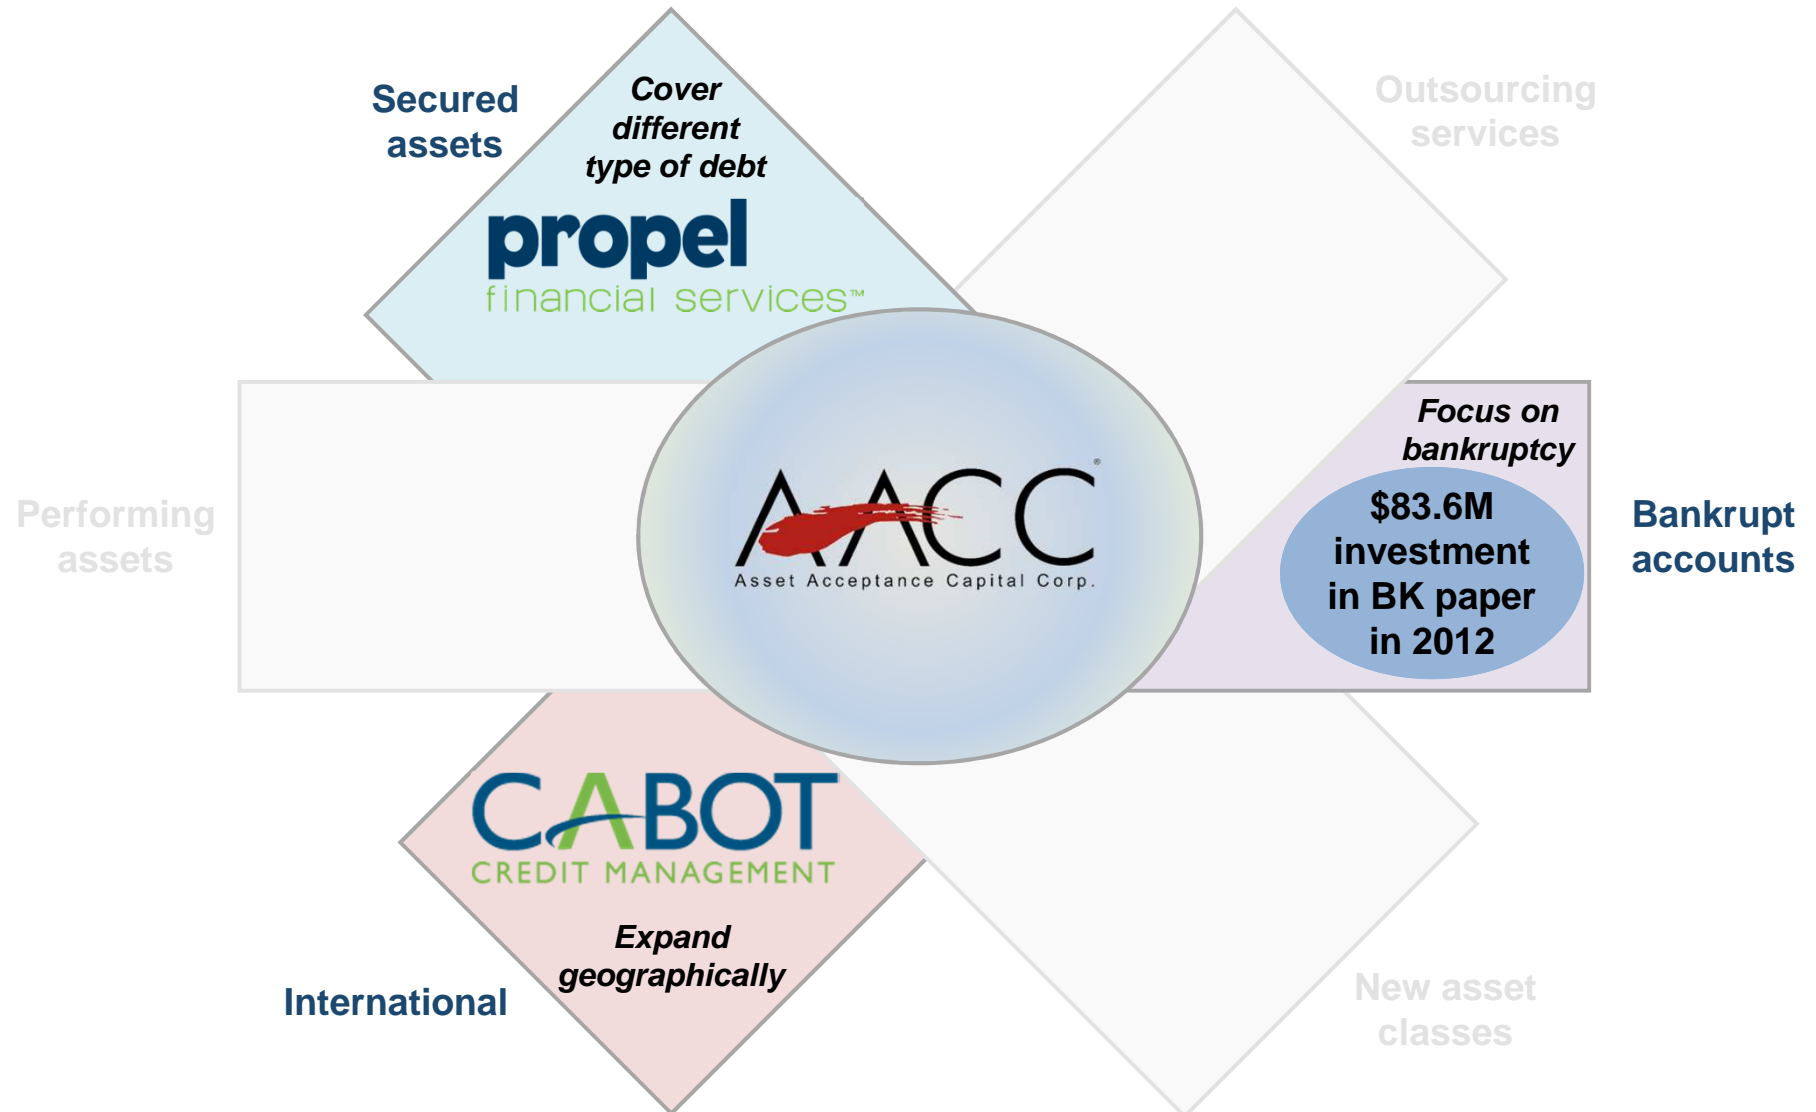 Secured
assets
Cover
different
type of debt
propel
financial services™
Outsourcing
services
Focus on
bankruptcy
$83.6M
investment
in BK paper
in 2012
Bankrupt
accounts
Performing
assets
AACC®
Asset Acceptance Capital Corp.
CABOT
CREDIT MANAGEMENT
Expand
geographically
International
New asset
classes